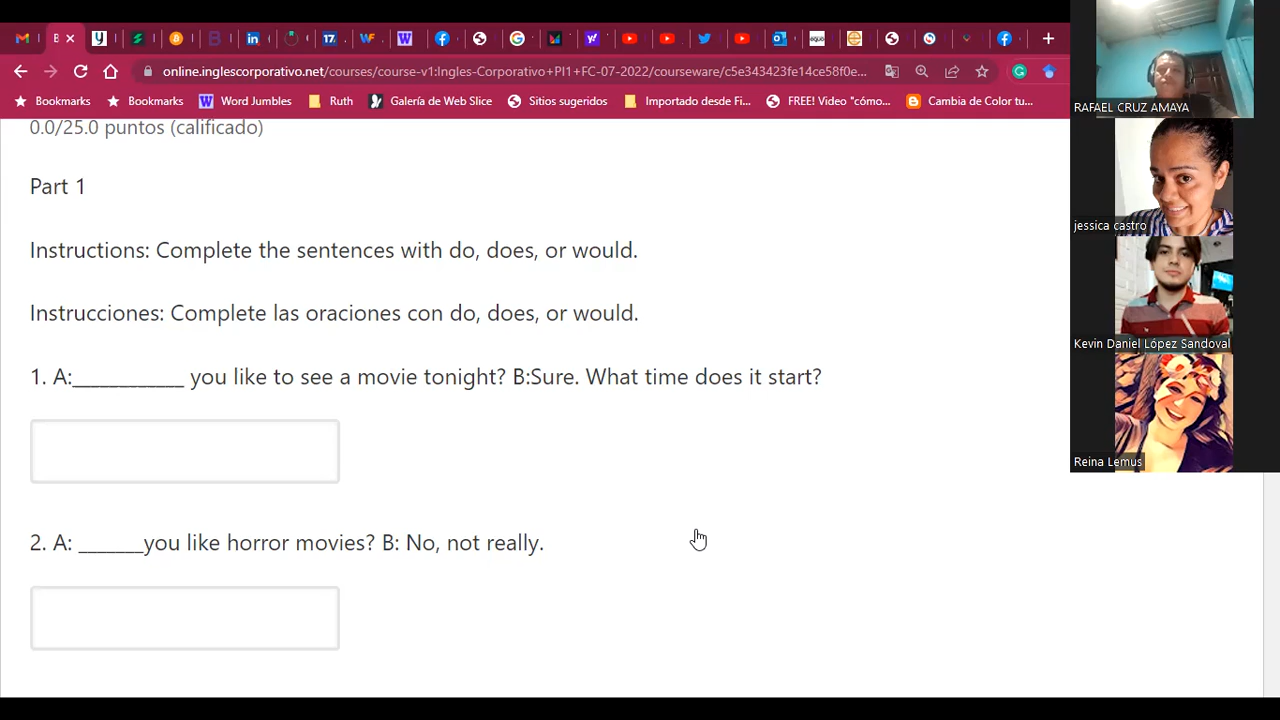 17
online.inglescorporativo.net/courses/course-v1:Ingles-Corporativo+PI1+FC-07-2022/courseware/c5e343423fe14ce58f0e...
Bookmarks Bookmarks Word Jumbles Ruth Galería de Web Slice Sitios sugeridos Importado desde Fi... FREE! Video "cómo... Cambia de Color tu...
0.0/25.0 puntos (calificado)
Part 1
Instructions: Complete the sentences with do, does, or would.
Instrucciones: Complete las oraciones con do, does, or would.
1. A:____________ you like to see a movie tonight? B:Sure. What time does it start?
2. A: _______you like horror movies? B: No, not really.
RAFAEL CRUZ AMAYA
jessica castro
Kevin Daniel López Sandoval
Reina Lemus